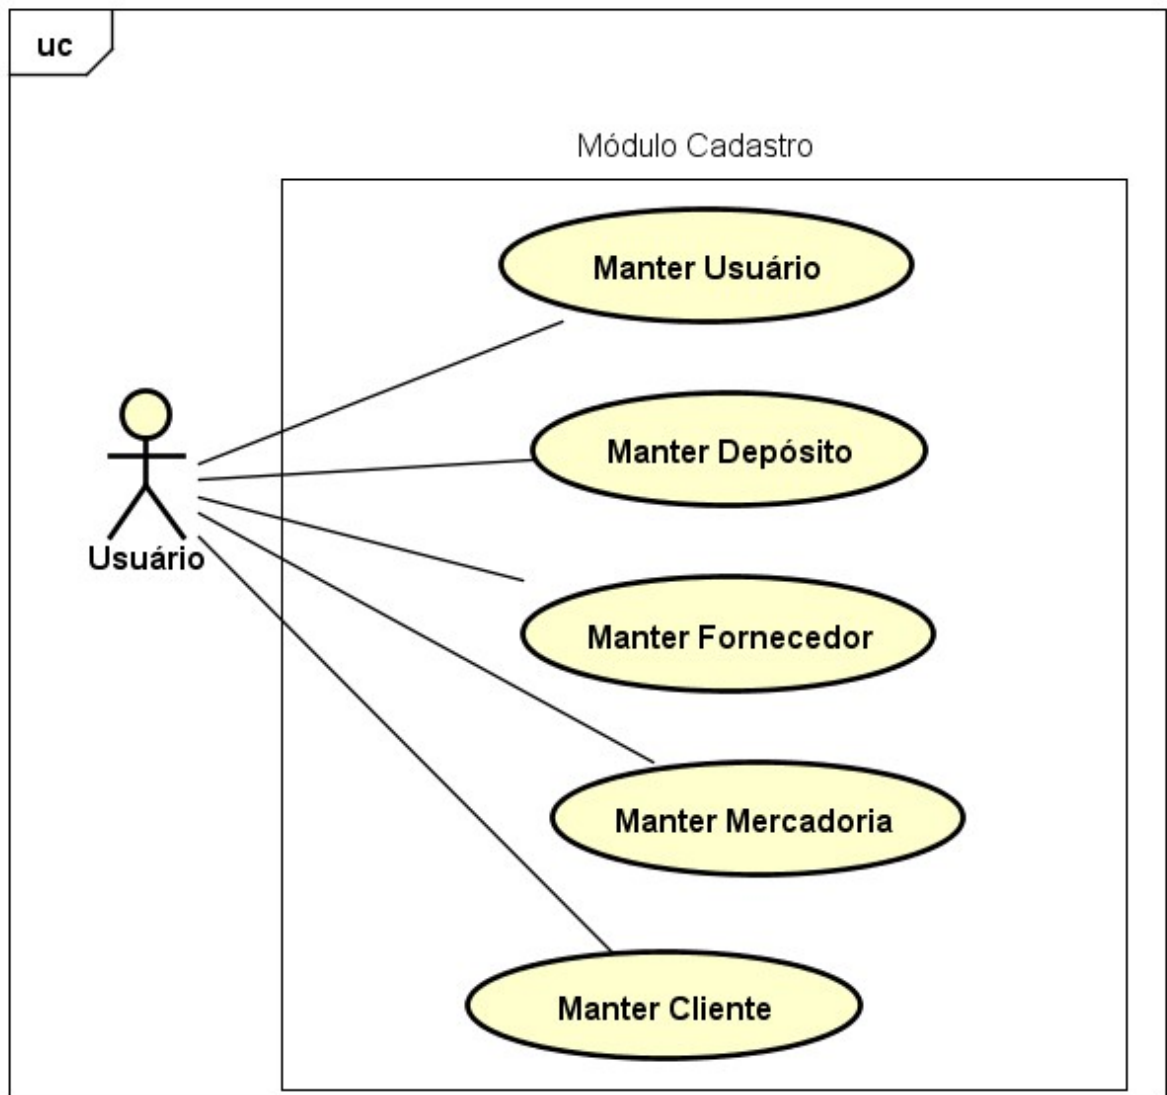 uc
Módulo Cadastro
Manter Usuário
Manter Depósito
Usuário
Manter Fornecedor
Manter Mercadoria
Manter Cliente